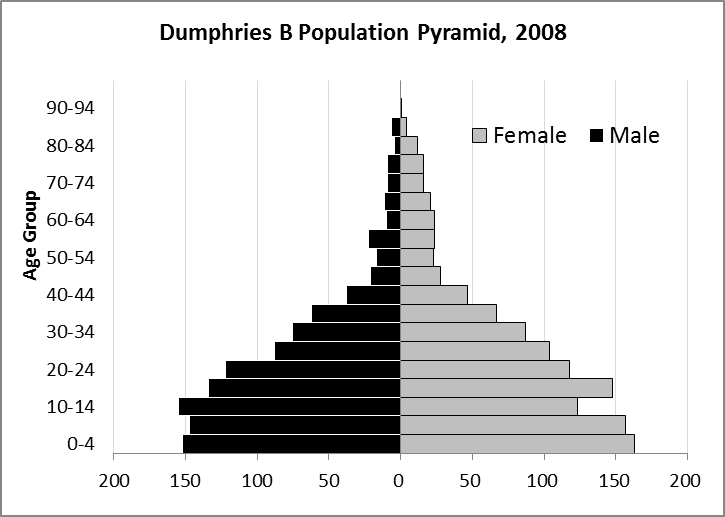 Dumphries B Population Pyramid, 2008
Female Male
Age Group
90-94
80-84
70-74
60-64
50-54
40-44
30-34
20-24
10-14
0-4
200 150 100 50 0 50 100 150 200